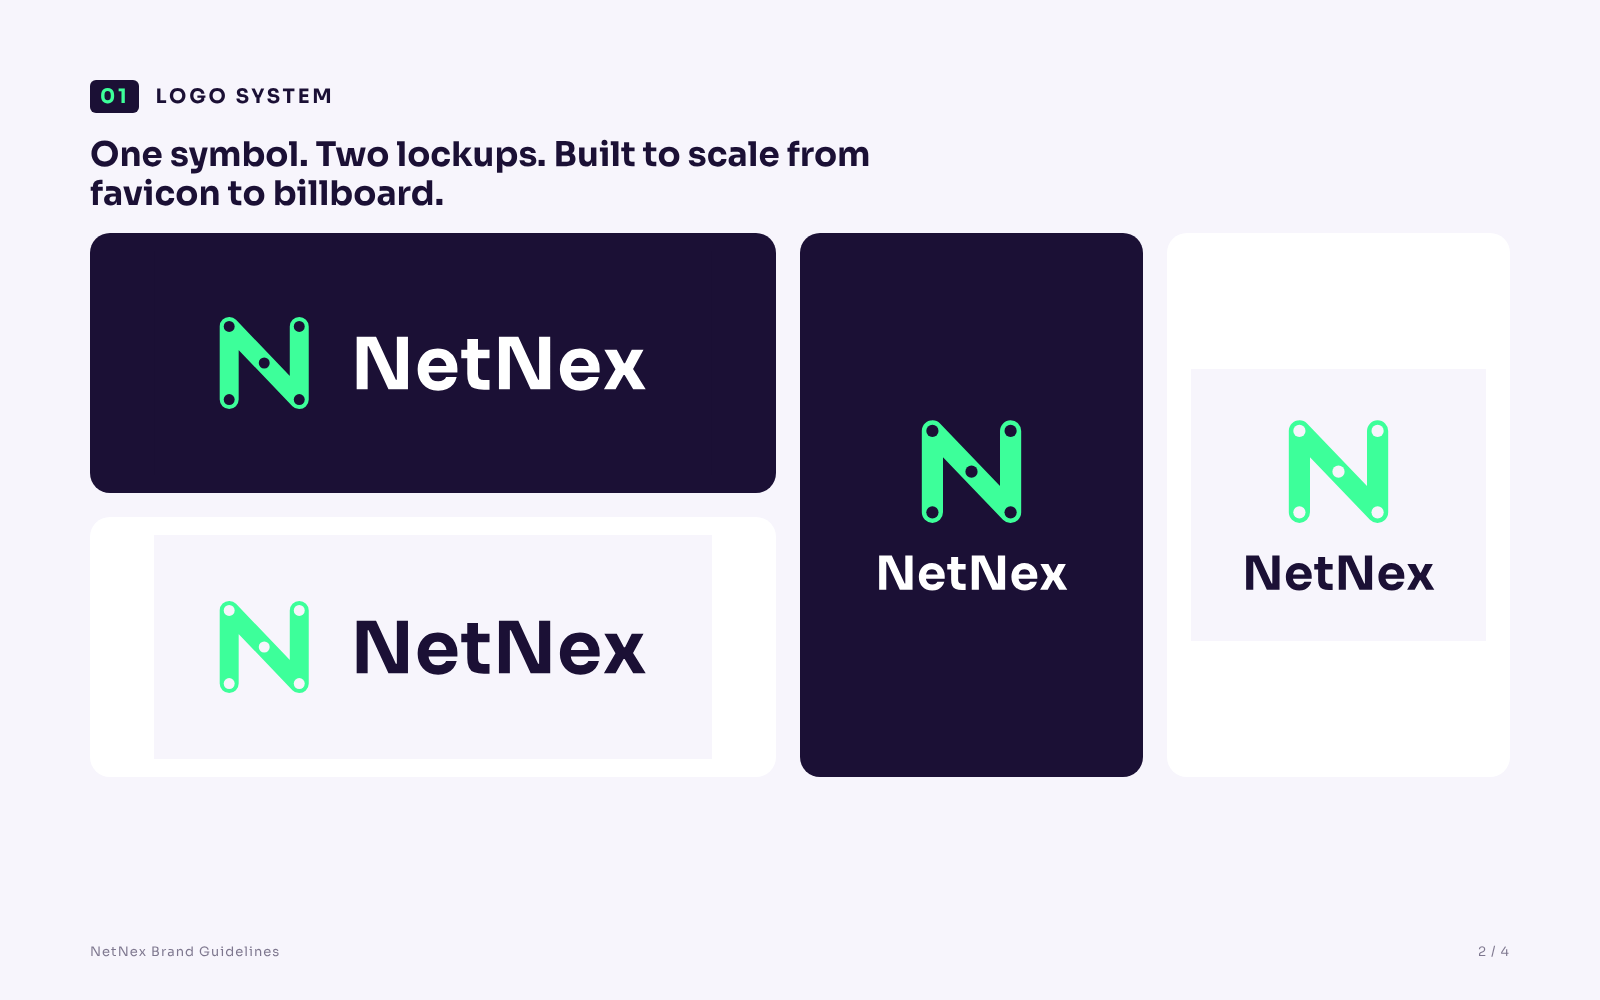 01 LOGO SYSTEM
One symbol. Two lockups. Built to scale from
favicon to billboard.
N NetNex
N NetNex
N
NetNex
N
NetNex
NetNex Brand Guidelines
2 / 4